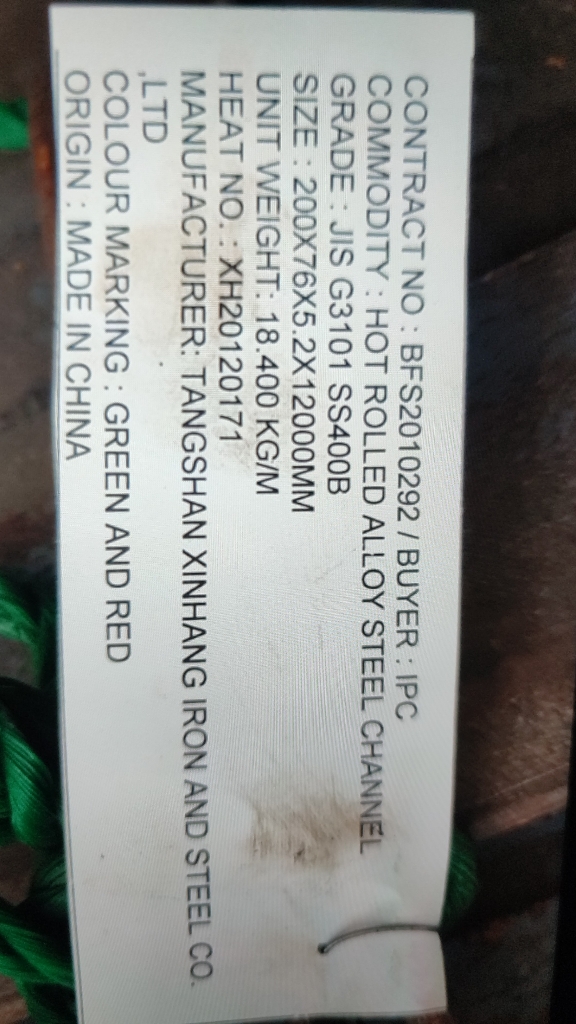 CONTRACT NO : BFS2010292 / BUYER : IPC
COMMODITY : HOT ROLLED ALLOY STEEL CHANNEL
GRADE : JIS G3101 SS400B
SIZE : 200X76X5.2X12000MM
UNIT WEIGHT: 18.400 KG/M
HEAT NO. : XH20120171
MANUFACTURER: TANGSHAN XINHANG IRON AND STEEL CO.
,LTD
COLOUR MARKING : GREEN AND RED
ORIGIN : MADE IN CHINA